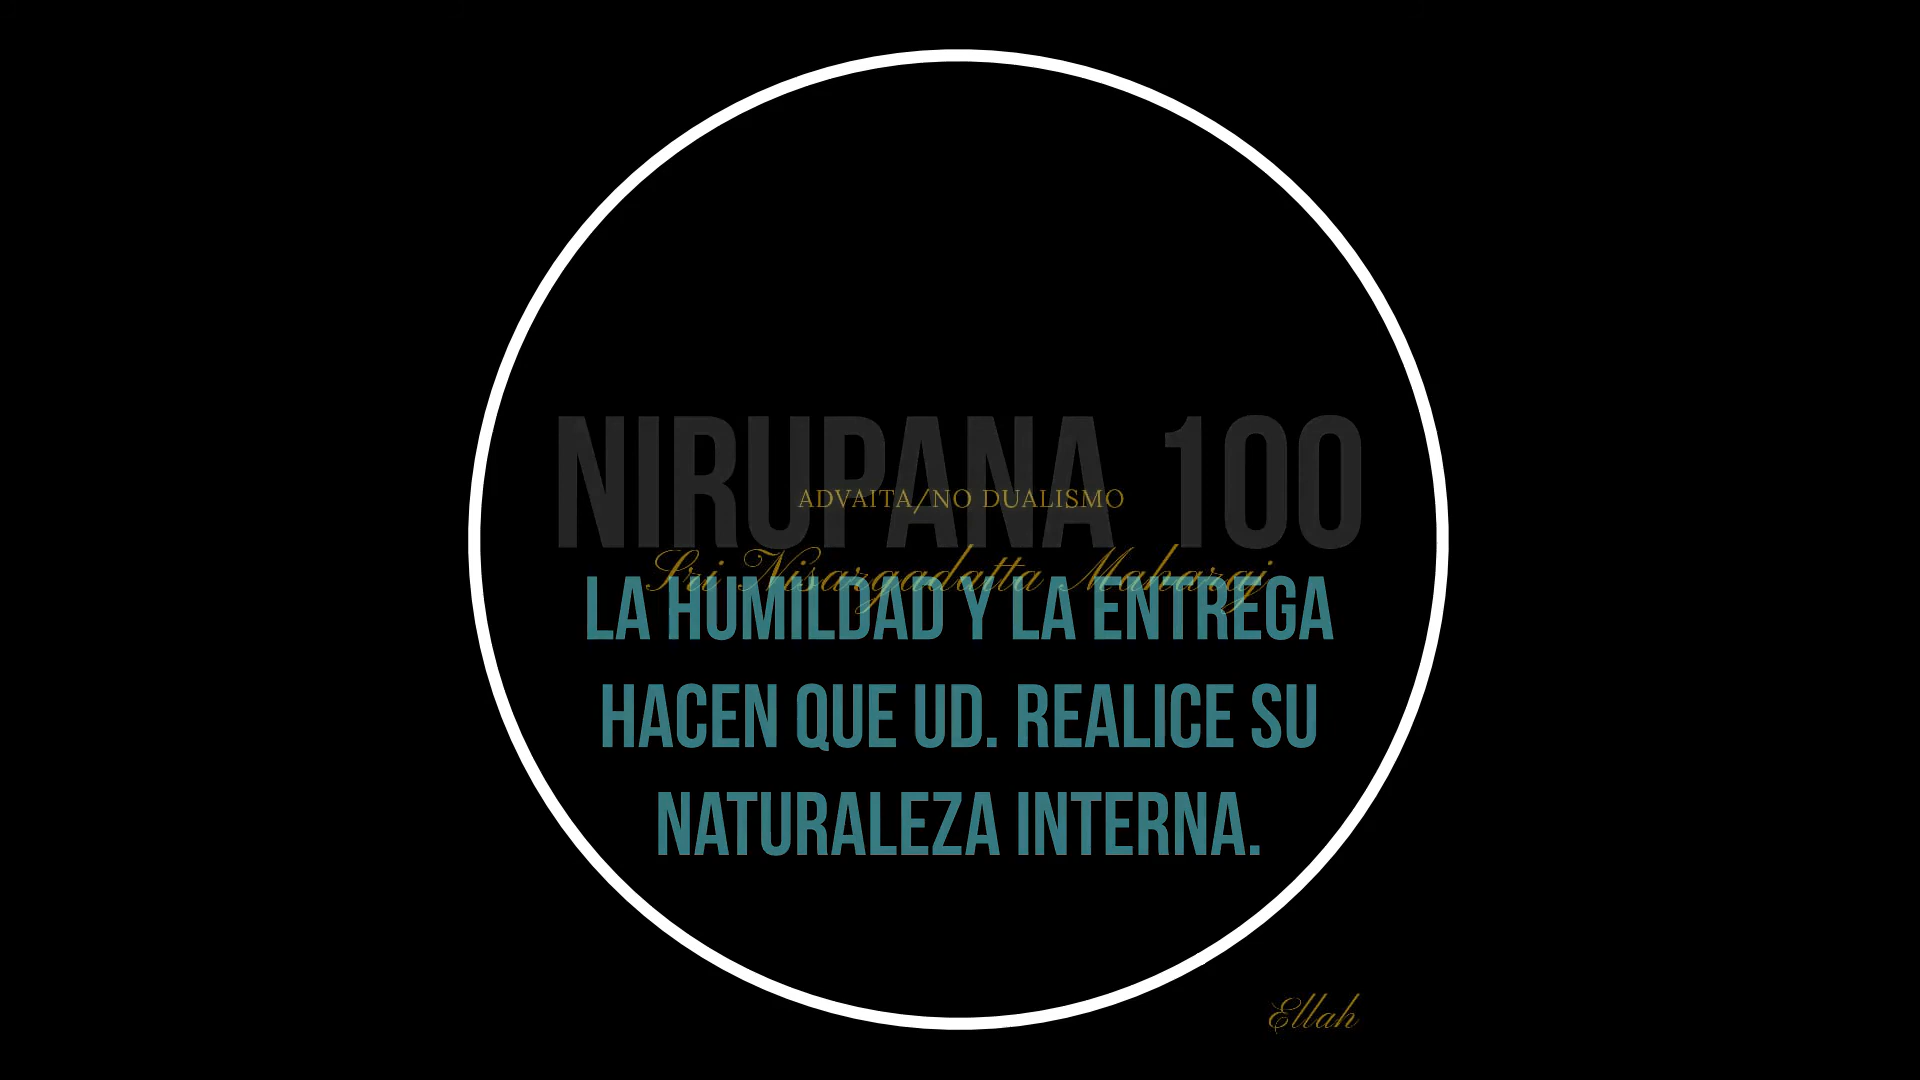 NIRUPANA 100
ADVAITA/NO DUALISMO
Sri Nisargadatta Maharaj
LA HUMILDAD Y LA ENTREGA
HACEN QUE UD. REALICE SU
NATURALEZA INTERNA.
Ellah